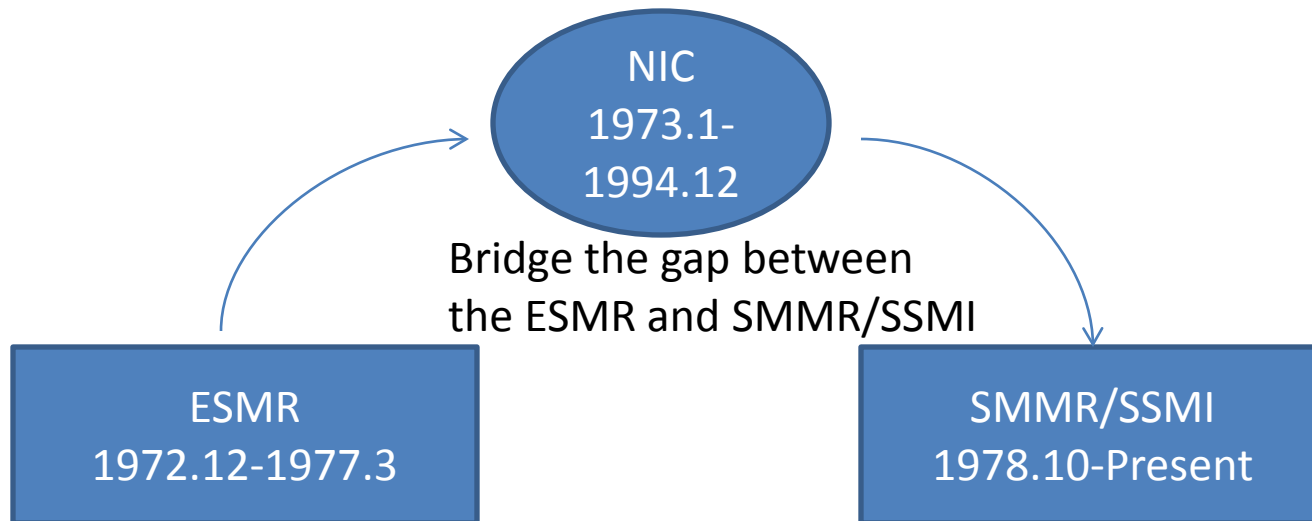 NIC
1973.1-
1994.12
Bridge the gap between
the ESMR and SMMR/SSMI
ESMR
1972.12-1977.3
SMMR/SSMI
1978.10-Present